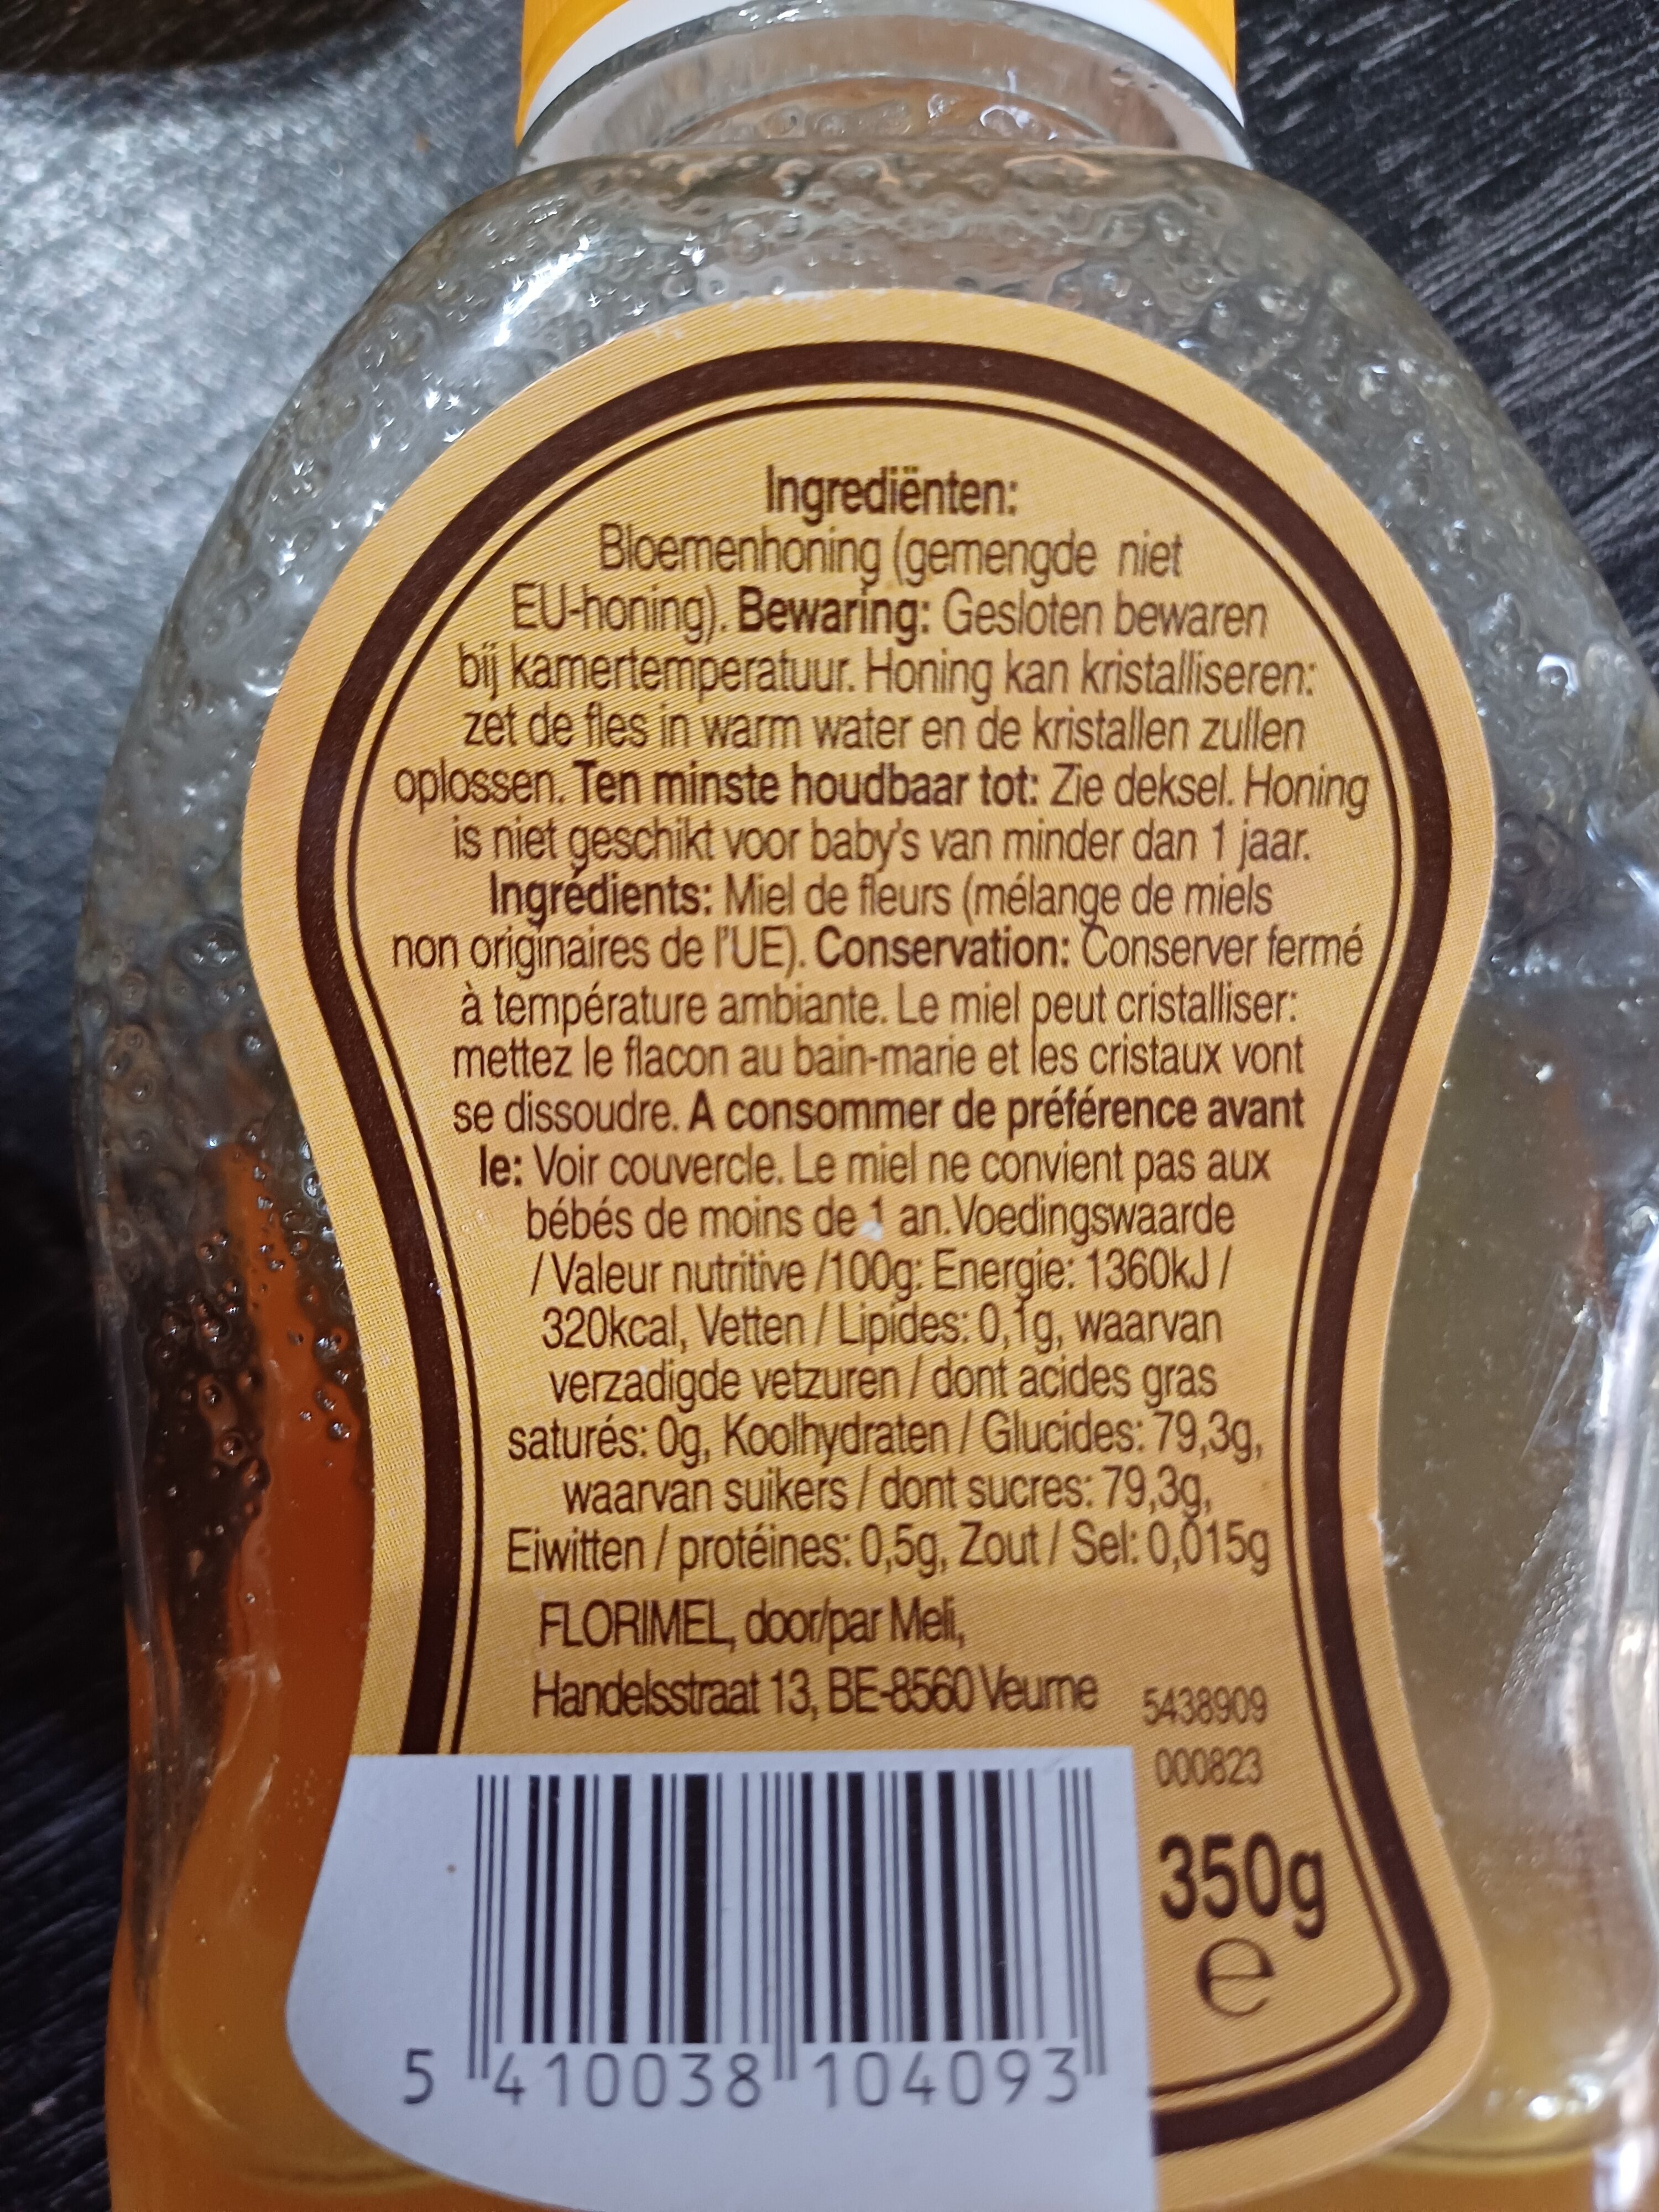 Ingrediënten:
Bloemenhoning (gemengde niet
EU-honing). Bewaring: Gesloten bewaren
bij kamertemperatuur. Honing kan kristalliseren:
zet de fles in warm water en de kristallen zullen
oplossen. Ten minste houdbaar tot: Zie deksel. Honing
is niet geschikt voor baby's van minder dan 1 jaar.
Ingrédients: Miel de fleurs (mélange de miels
non originaires de l'UE). Conservation: Conserver fermé
à température ambiante. Le miel peut cristalliser:
mettez le flacon au bain-marie et les cristaux vont
se dissoudre. A consommer de préférence avant
le: Voir couvercle. Le miel ne convient pas aux
bébés de moins de 1 an. Voedingswaarde
/ Valeur nutritive /100g: Energie: 1360kJ /
320kcal, Vetten / Lipides: 0,1g, waarvan
verzadigde vetzuren / dont acides gras
saturés: 0g, Koolhydraten / Glucides: 79,3g,
waarvan suikers / dont sucres: 79,3g,
Eiwitten / protéines: 0,5g, Zout / Sel: 0,015g
FLORIMEL, door/par Meli,
Handelsstraat 13, BE-8560 Veurne
5438909
000823
350g
e
5 410038 104093